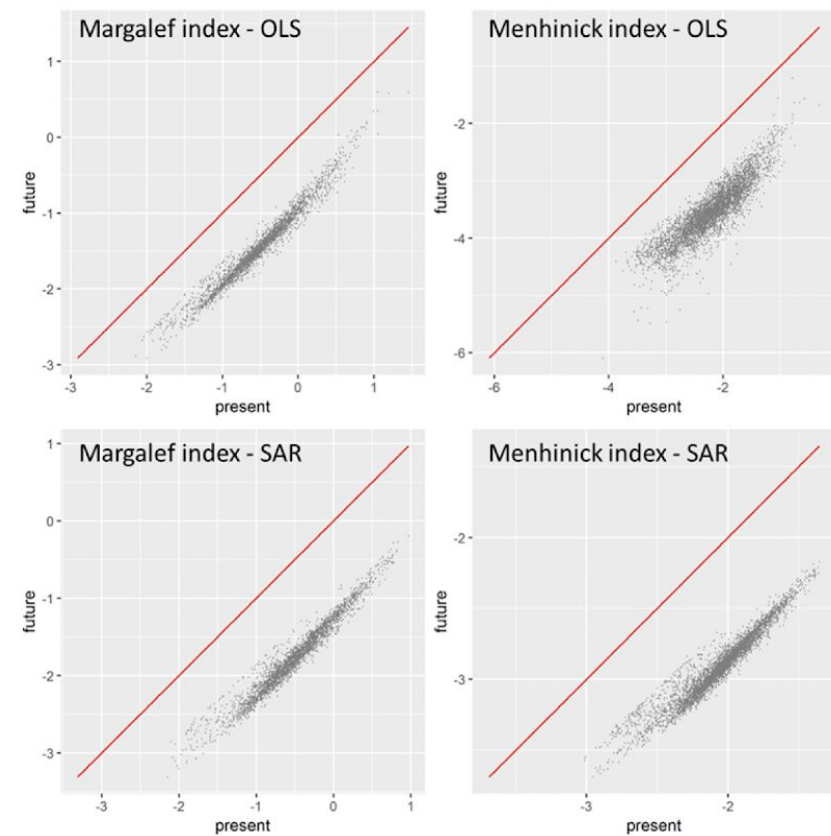 Margalef index - OLS
1
0
-1
-2
-3
future
-3 -2 -1 0 1
present
Menhinick index - OLS
-2
-4
-6
future
-6 -4 -2
present
Margalef index - SAR
1
0
-1
-2
-3
future
-3 -2 -1 0 1
present
Menhinick index - SAR
-2
-3
future
-3 -2
present